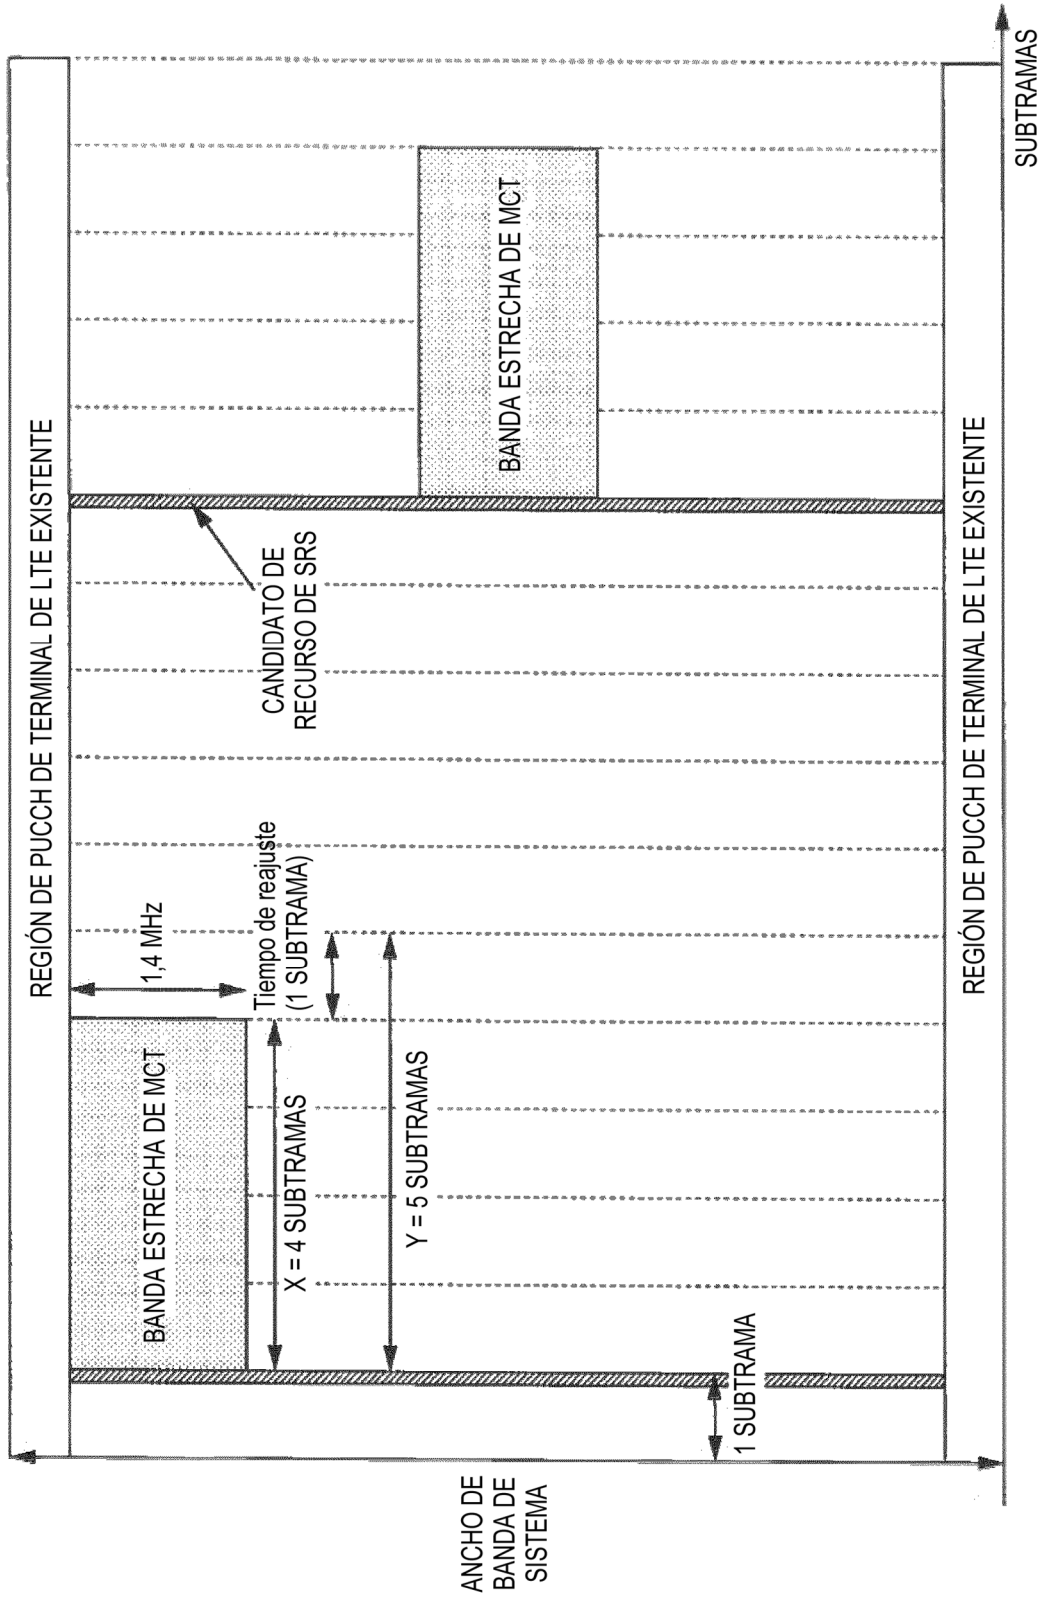 REGIÓN DE PUCCH DE TERMINAL DE LTE EXISTENTE
BANDA ESTRECHA DE MCT
1,4 MHz
Tiempo de reajuste
(1 SUBTRAMA)
X = 4 SUBTRAMAS
Y = 5 SUBTRAMAS
CANDIDATO DE
RECURSO DE SRS
BANDA ESTRECHA DE MCT
ANCHO DE
BANDA DE
SISTEMA
1 SUBTRAMA
REGIÓN DE PUCCH DE TERMINAL DE LTE EXISTENTE
SUBTRAMAS